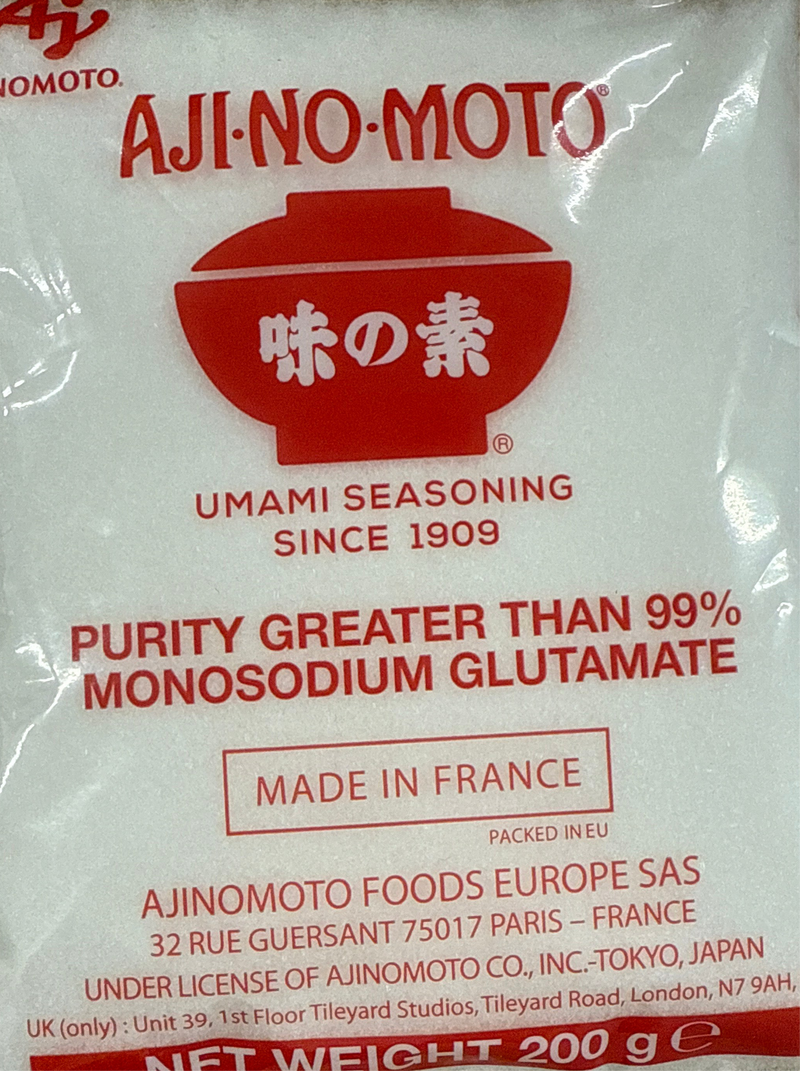 Aj
NOMOTO.
AJI·NO·MOTO®
味の素
®
UMAMI SEASONING
SINCE 1909
PURITY GREATER THAN 99%
MONOSODIUM GLUTAMATE
MADE IN FRANCE
PACKED IN EU
AJINOMOTO FOODS EUROPE SAS
32 RUE GUERSANT 75017 PARIS – FRANCE
UNDER LICENSE OF AJINOMOTO CO., INC.-TOKYO, JAPAN
UK (only) : Unit 39, 1st Floor Tileyard Studios, Tileyard Road, London, N7 9AH,
NET WEIGHT 200 g ℮